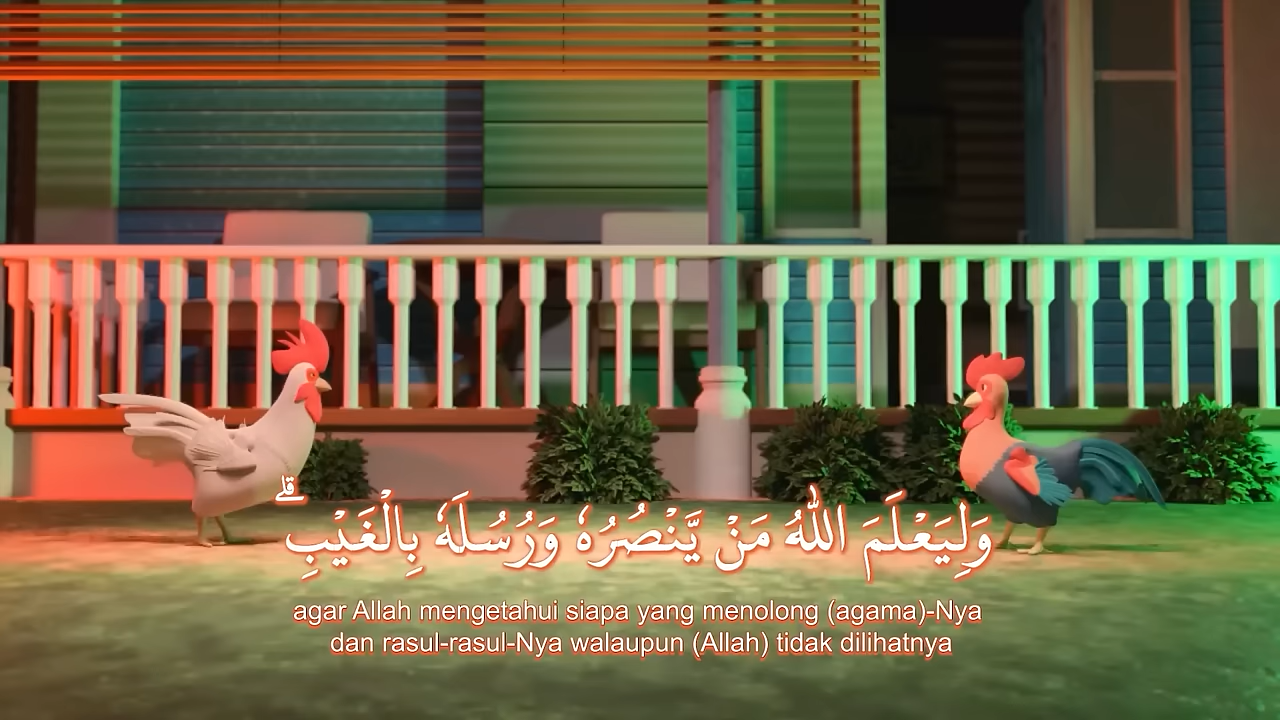 وَلِيَعْلَمَ اللّٰهُ مَنْ يَّنْصُرُهٗ وَرُسُلَهٗ بِالْغَيْبِۗ
agar Allah mengetahui siapa yang menolong (agama)-Nya
dan rasul-rasul-Nya walaupun (Allah) tidak dilihatnya